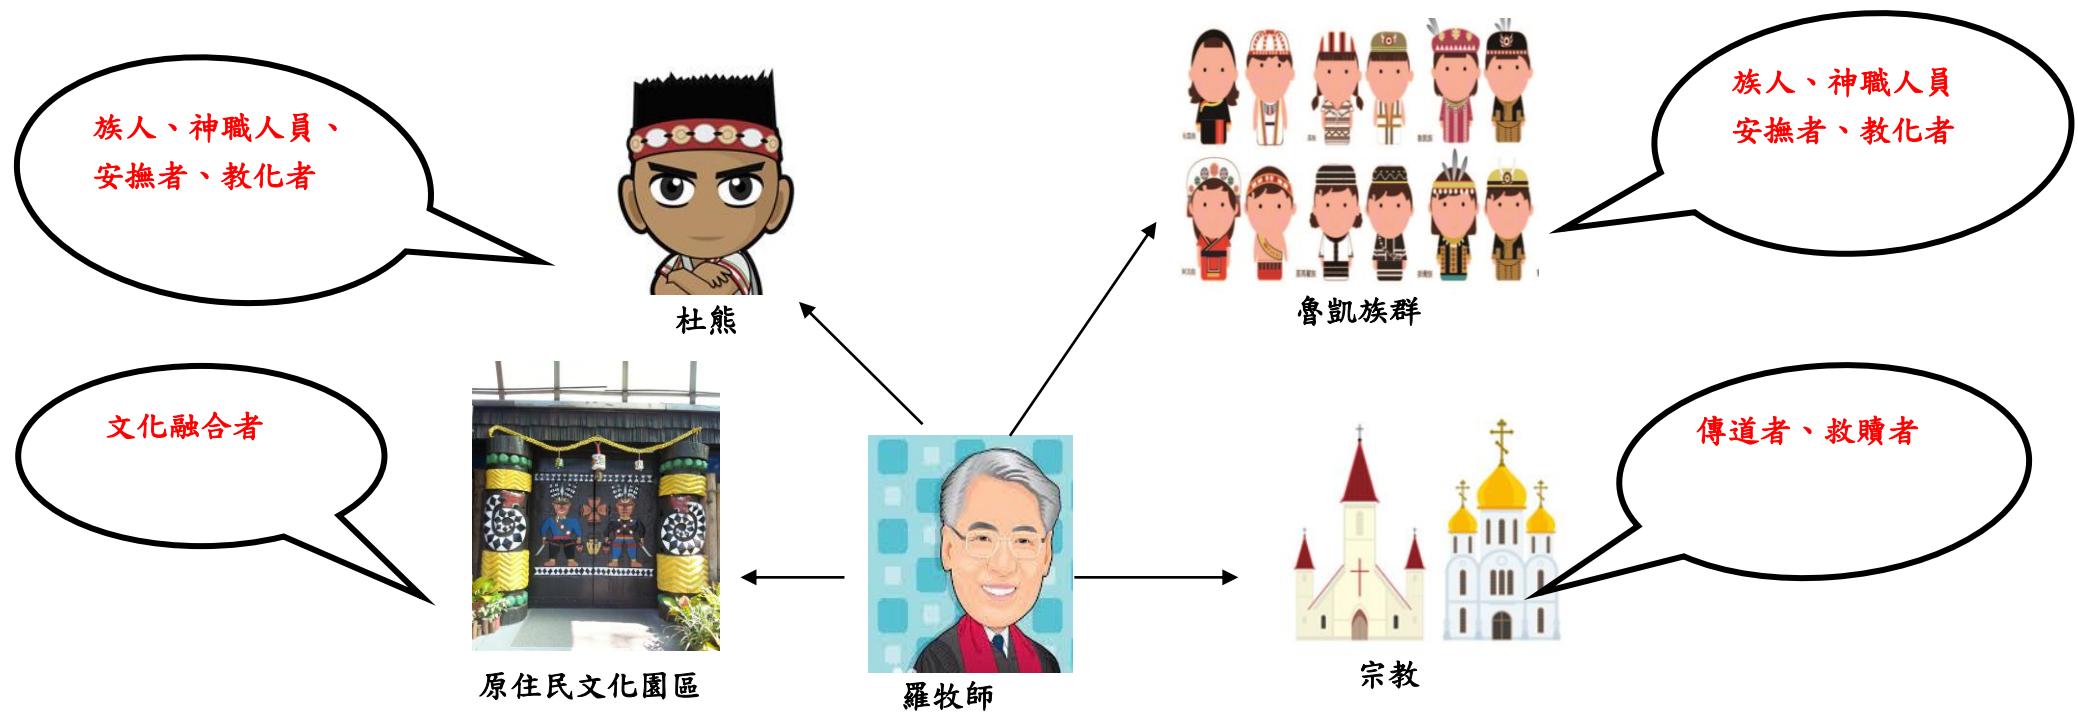 族人、神職人員、
安撫者、教化者
族人、神職人員
安撫者、教化者
杜熊
魯凱族群
文化融合者
傳道者、救贖者
原住民文化園區
羅牧師
宗教